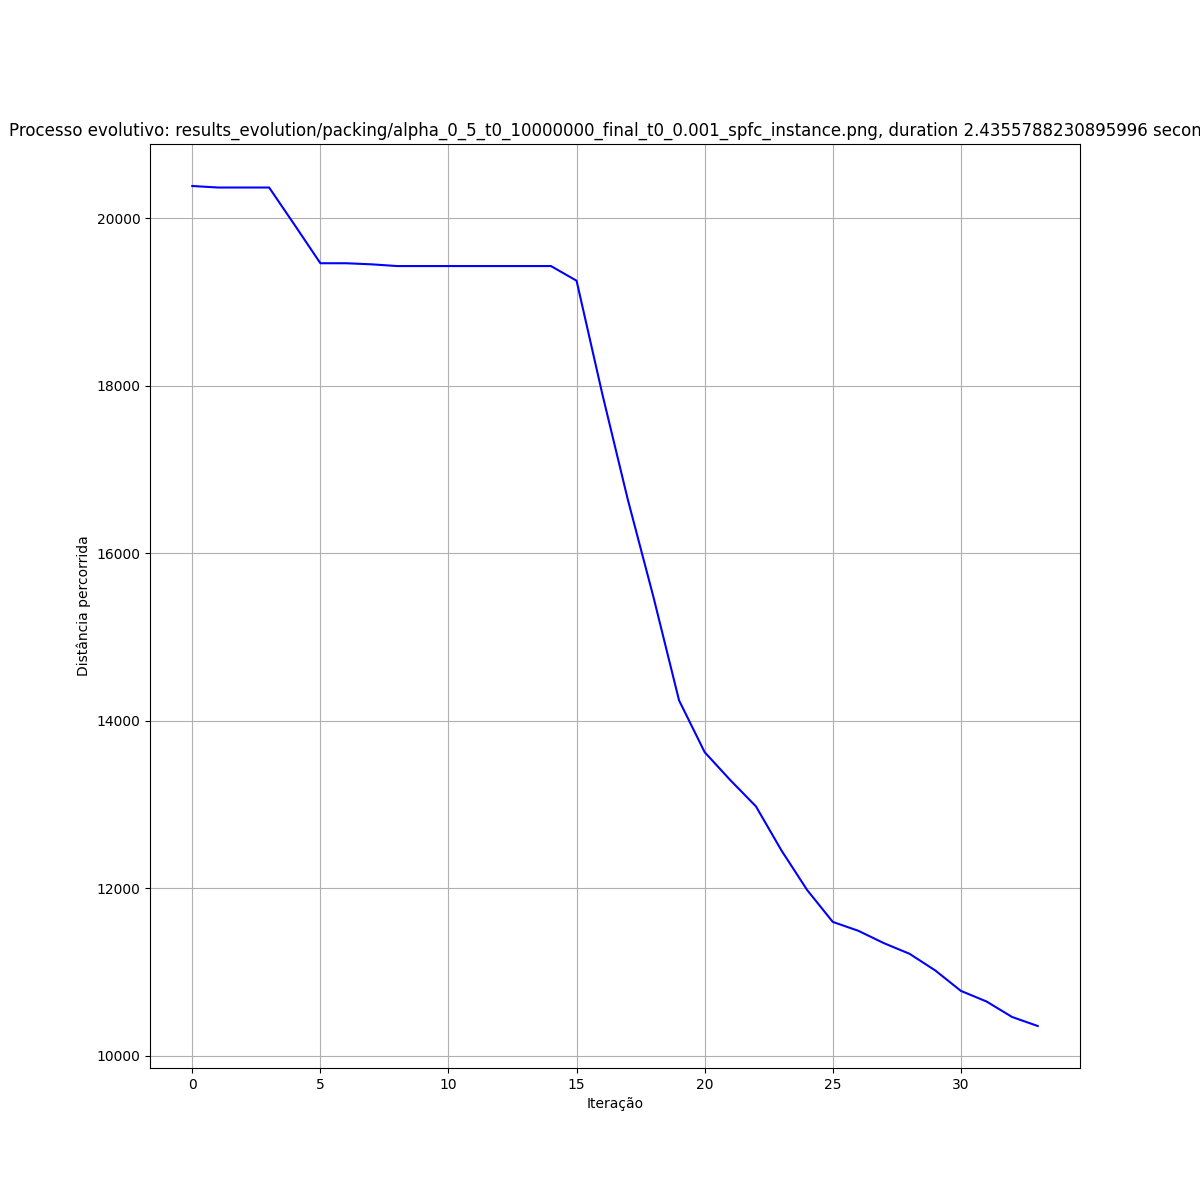 Processo evolutivo: results_evolution/packing/alpha_0_5_t0_10000000_final_t0_0.001_spfc_instance.png, duration 2.4355788230895996 secon
20000
18000
16000
14000
12000
10000
Distância percorrida
0 5 10 15 20 25 30
Iteração